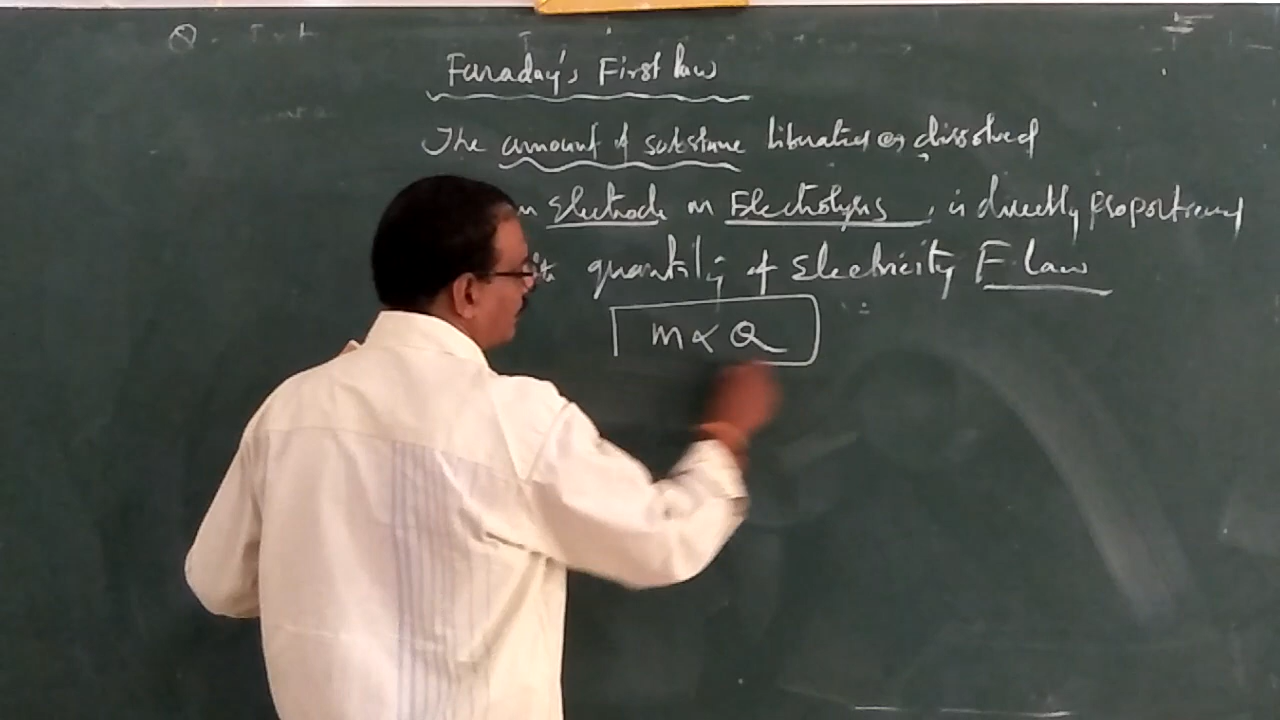 Faraday's First law
The amount of substance liberated or dissolved
Electrode on Electrolysis, is directly proportional
quantity of Electricity F law
m ∝ Q